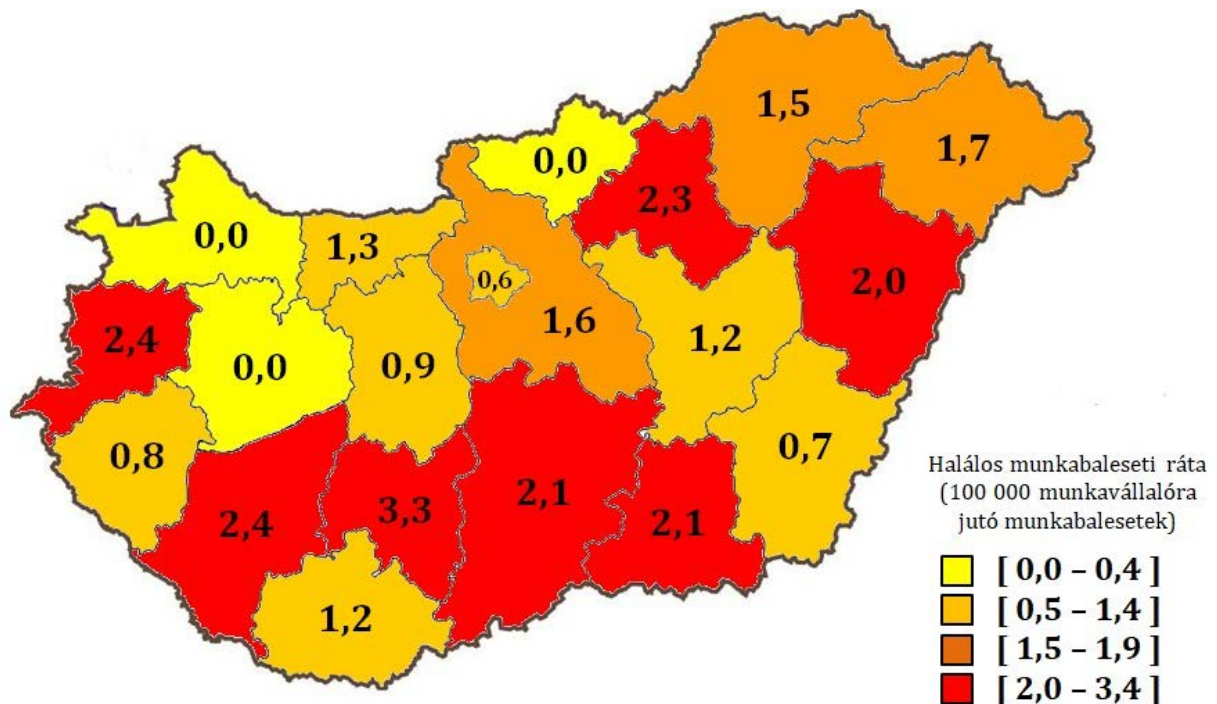 1,5
1,7
0,0
2,3
0,0
1,3
0,6
2,0
1,6
1,2
2,4
0,0
0,9
0,8
0,7
2,4
3,3
2,1
2,1
1,2
Halálos munkabaleseti ráta
(100 000 munkavállalóra
jutó munkabalesetek)
[ 0,0 – 0,4 ]
[ 0,5 – 1,4 ]
[ 1,5 – 1,9 ]
[ 2,0 – 3,4 ]